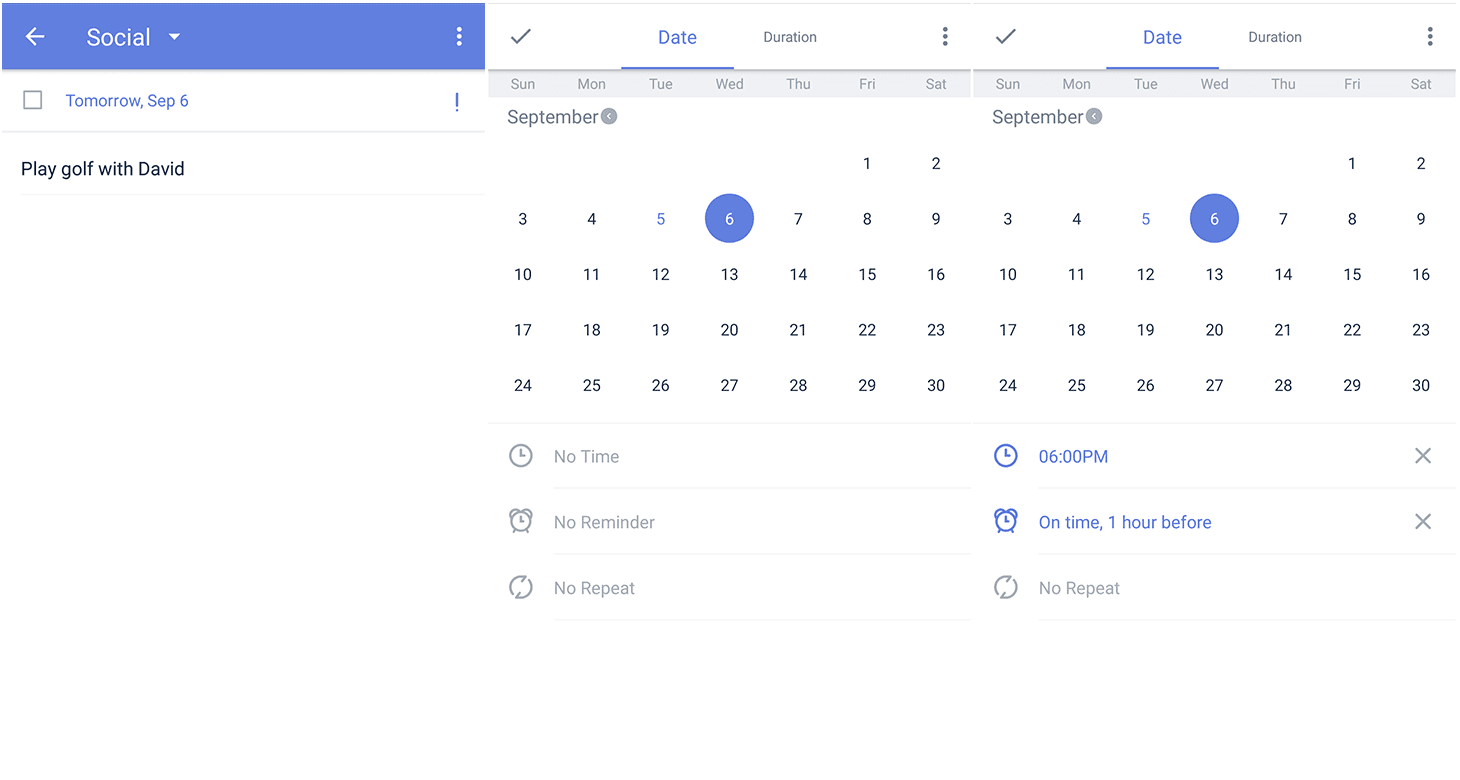 Social
Tomorrow, Sep 6 !
Play golf with David
Date Duration
Sun Mon Tue Wed Thu Fri Sat
September
1 2
3 4 5 6 7 8 9
10 11 12 13 14 15 16
17 18 19 20 21 22 23
24 25 26 27 28 29 30
No Time
No Reminder
No Repeat
Date Duration
Sun Mon Tue Wed Thu Fri Sat
September
1 2
3 4 5 6 7 8 9
10 11 12 13 14 15 16
17 18 19 20 21 22 23
24 25 26 27 28 29 30
06:00PM
On time, 1 hour before
No Repeat